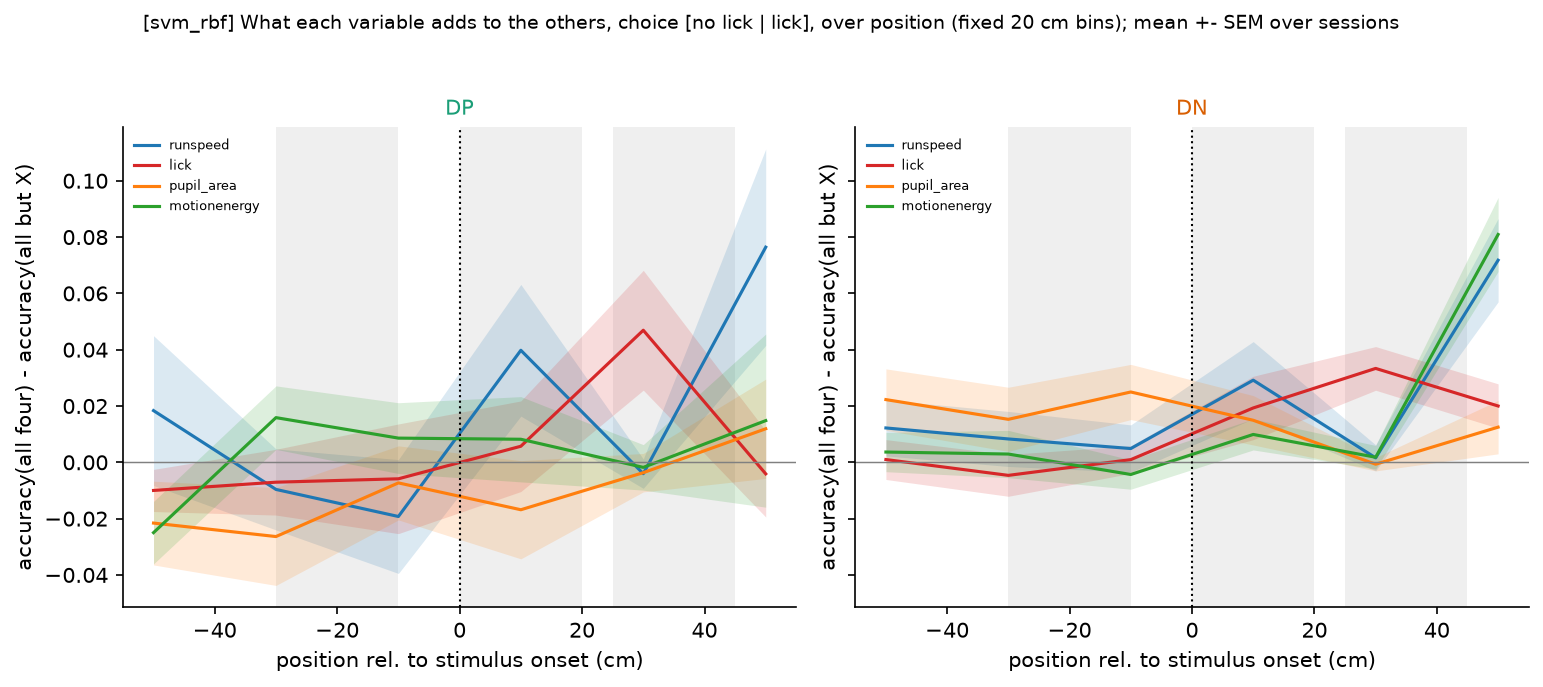 [svm_rbf] What each variable adds to the others, choice [no lick | lick], over position (fixed 20 cm bins); mean +- SEM over sessions
DP
DN
runspeed
lick
pupil_area
motionenergy
runspeed
lick
pupil_area
motionenergy
accuracy(all four) - accuracy(all but X)
accuracy(all four) - accuracy(all but X)
0.10
0.08
0.06
0.04
0.02
0.00
−0.02
−0.04
−40 −20 0 20 40
−40 −20 0 20 40
position rel. to stimulus onset (cm)
position rel. to stimulus onset (cm)